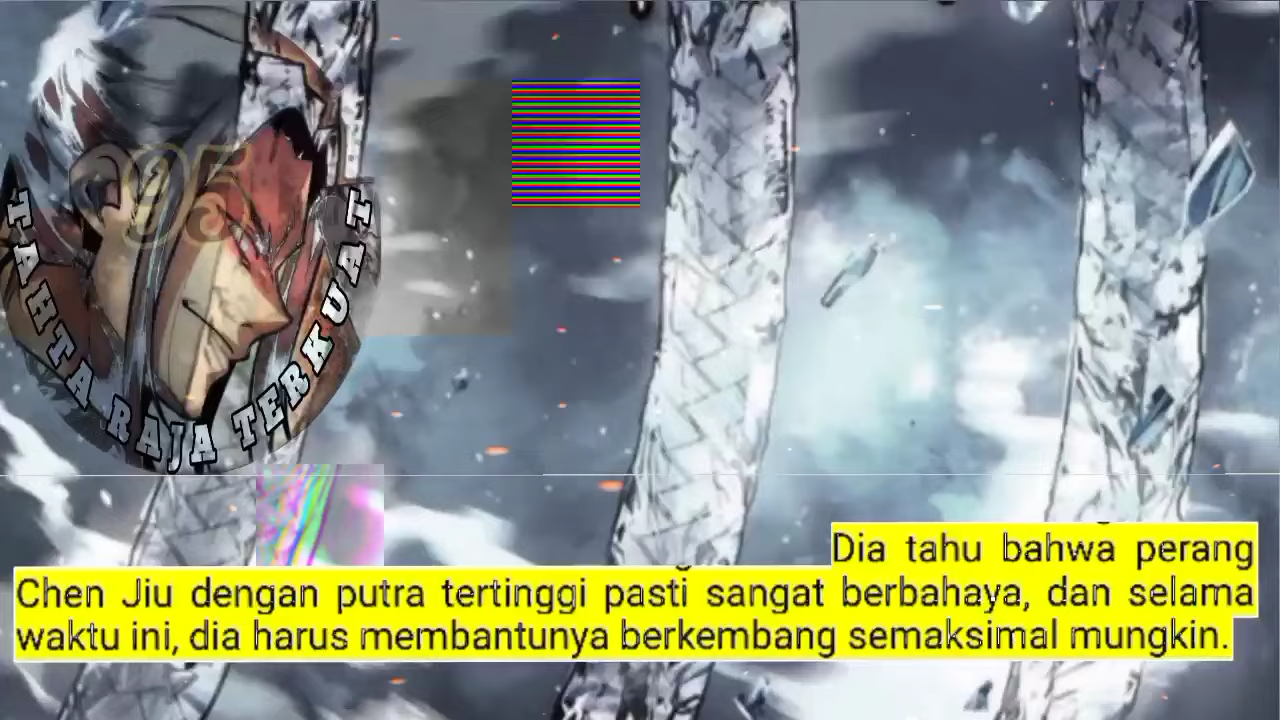 95
TAHTA RAJA TERKUAT
Dia tahu bahwa perang
Chen Jiu dengan putra tertinggi pasti sangat berbahaya, dan selama
waktu ini, dia harus membantunya berkembang semaksimal mungkin.